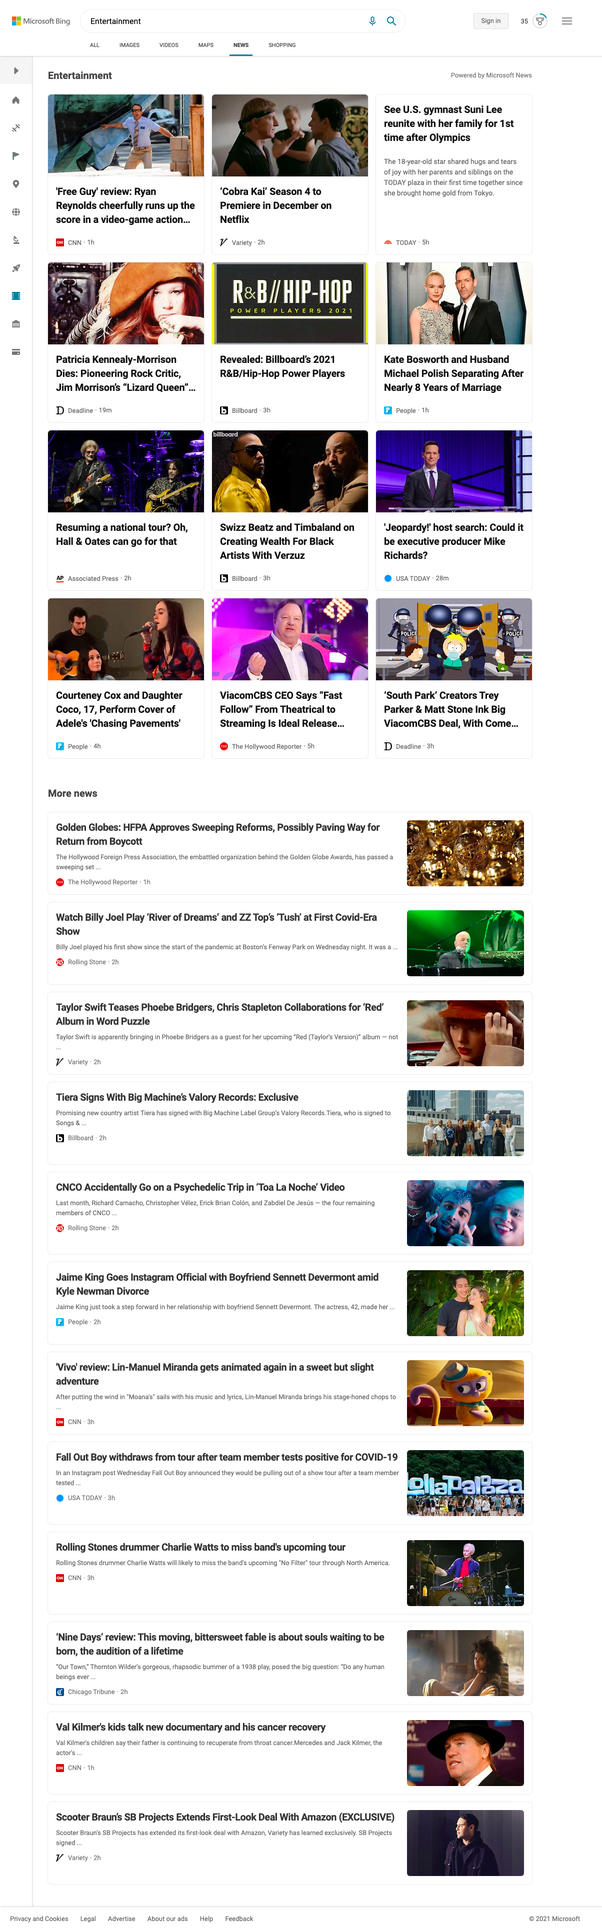 Microsoft Bing
Entertainment
Sign in
35
ALL IMAGES VIDEOS MAPS NEWS SHOPPING
Entertainment
Powered by Microsoft News
'Free Guy' review: Ryan
Reynolds cheerfully runs up the
score in a video-game action...
CNN · 1h
‘Cobra Kai’ Season 4 to
Premiere in December on
Netflix
Variety · 2h
See U.S. gymnast Suni Lee
reunite with her family for 1st
time after Olympics
The 18-year-old star shared hugs and tears
of joy with her parents and siblings on the
TODAY plaza in their first time together since
she brought home gold from Tokyo.
TODAY · 5h
Patricia Kennealy-Morrison
Dies: Pioneering Rock Critic,
Jim Morrison's “Lizard Queen”...
Deadline · 19m
R&B//HIP-HOP
POWER PLAYERS 2021
Revealed: Billboard's 2021
R&B/Hip-Hop Power Players
Billboard · 3h
Kate Bosworth and Husband
Michael Polish Separating After
Nearly 8 Years of Marriage
People · 1h
Resuming a national tour? Oh,
Hall & Oates can go for that
AP Associated Press · 2h
billboard
Swizz Beatz and Timbaland on
Creating Wealth For Black
Artists With Verzuz
Billboard · 3h
'Jeopardy!' host search: Could it
be executive producer Mike
Richards?
USA TODAY · 28m
Courteney Cox and Daughter
Coco, 17, Perform Cover of
Adele's 'Chasing Pavements'
People · 4h
ViacomCBS CEO Says “Fast
Follow” From Theatrical to
Streaming Is Ideal Release...
The Hollywood Reporter · 5h
POLICE
POLICE
‘South Park’ Creators Trey
Parker & Matt Stone Ink Big
ViacomCBS Deal, With Come...
Deadline · 3h
More news
Golden Globes: HFPA Approves Sweeping Reforms, Possibly Paving Way for
Return from Boycott
The Hollywood Foreign Press Association, the embattled organization behind the Golden Globe Awards, has passed a
sweeping set ...
The Hollywood Reporter · 1h
Watch Billy Joel Play ‘River of Dreams’ and ZZ Top's ‘Tush’ at First Covid-Era
Show
Billy Joel played his first show since the start of the pandemic at Boston's Fenway Park on Wednesday night. It was a ...
Rolling Stone · 2h
Taylor Swift Teases Phoebe Bridgers, Chris Stapleton Collaborations for ‘Red’
Album in Word Puzzle
Taylor Swift is apparently bringing in Phoebe Bridgers as a guest for her upcoming “Red (Taylor's Version)” album — not
...
Variety · 2h
Tiera Signs With Big Machine's Valory Records: Exclusive
Promising new country artist Tiera has signed with Big Machine Label Group's Valory Records.Tiera, who is signed to
Songs & ...
Billboard · 2h
CNCO Accidentally Go on a Psychedelic Trip in ‘Toa La Noche’ Video
Last month, Richard Camacho, Christopher Vélez, Erick Brian Colón, and Zabdiel De Jesús — the four remaining
members of CNCO ...
Rolling Stone · 2h
Jaime King Goes Instagram Official with Boyfriend Sennett Devermont amid
Kyle Newman Divorce
Jaime King just took a step forward in her relationship with boyfriend Sennett Devermont. The actress, 42, made her ...
People · 2h
'Vivo' review: Lin-Manuel Miranda gets animated again in a sweet but slight
adventure
After putting the wind in "Moana's" sails with his music and lyrics, Lin-Manuel Miranda brings his stage-honed chops to
...
CNN · 3h
Fall Out Boy withdraws from tour after team member tests positive for COVID-19
In an Instagram post Wednesday Fall Out Boy announced they would be pulling out of a show tour after a team member
tested ...
USA TODAY · 3h
lollapalooza
Rolling Stones drummer Charlie Watts to miss band's upcoming tour
Rolling Stones drummer Charlie Watts will likely to miss the band's upcoming "No Filter" tour through North America.
CNN · 3h
‘Nine Days’ review: This moving, bittersweet fable is about souls waiting to be
born, the audition of a lifetime
“Our Town,” Thornton Wilder's gorgeous, rhapsodic bummer of a 1938 play, posed the big question: “Do any human
beings ever ...
Chicago Tribune · 2h
Val Kilmer's kids talk new documentary and his cancer recovery
Val Kilmer's children say their father is continuing to recuperate from throat cancer.Mercedes and Jack Kilmer, the
actor's ...
CNN · 1h
Scooter Braun's SB Projects Extends First-Look Deal With Amazon (EXCLUSIVE)
Scooter Braun's SB Projects has extended its first-look deal with Amazon, Variety has learned exclusively. SB Projects
signed ...
Variety · 2h
Privacy and Cookies Legal Advertise About our ads Help Feedback © 2021 Microsoft